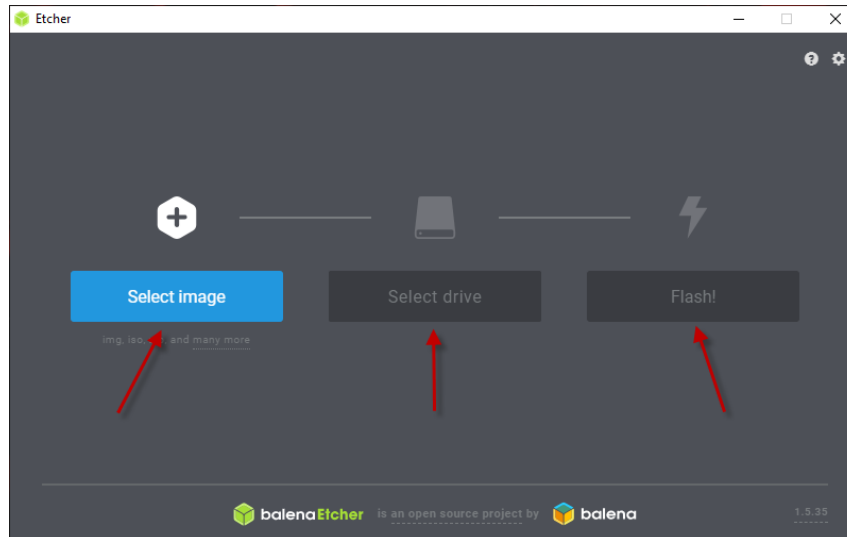 Etcher
Select image
Select drive
Flash!
img, iso, and many more
balenaEtcher is an open source project by balena
1.5.35